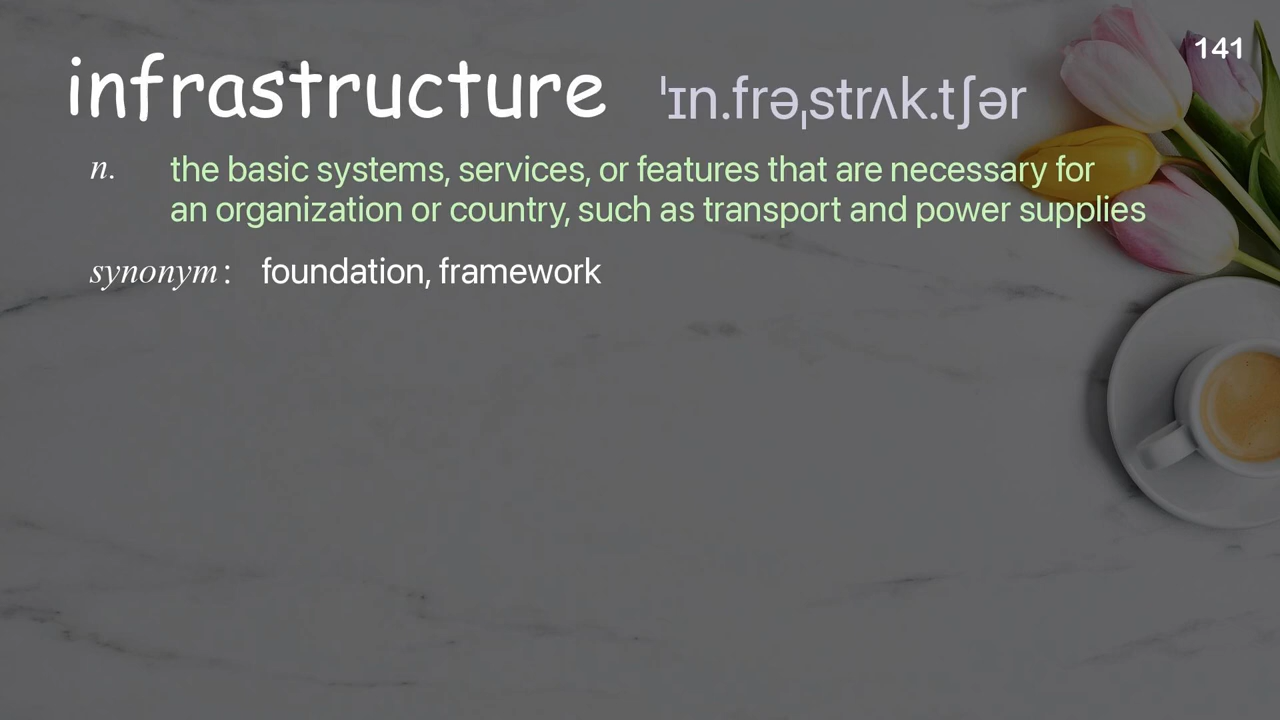 141
infrastructure ˈɪn.frəˌstrʌk.tʃər
n. the basic systems, services, or features that are necessary for
an organization or country, such as transport and power supplies
synonym: foundation, framework